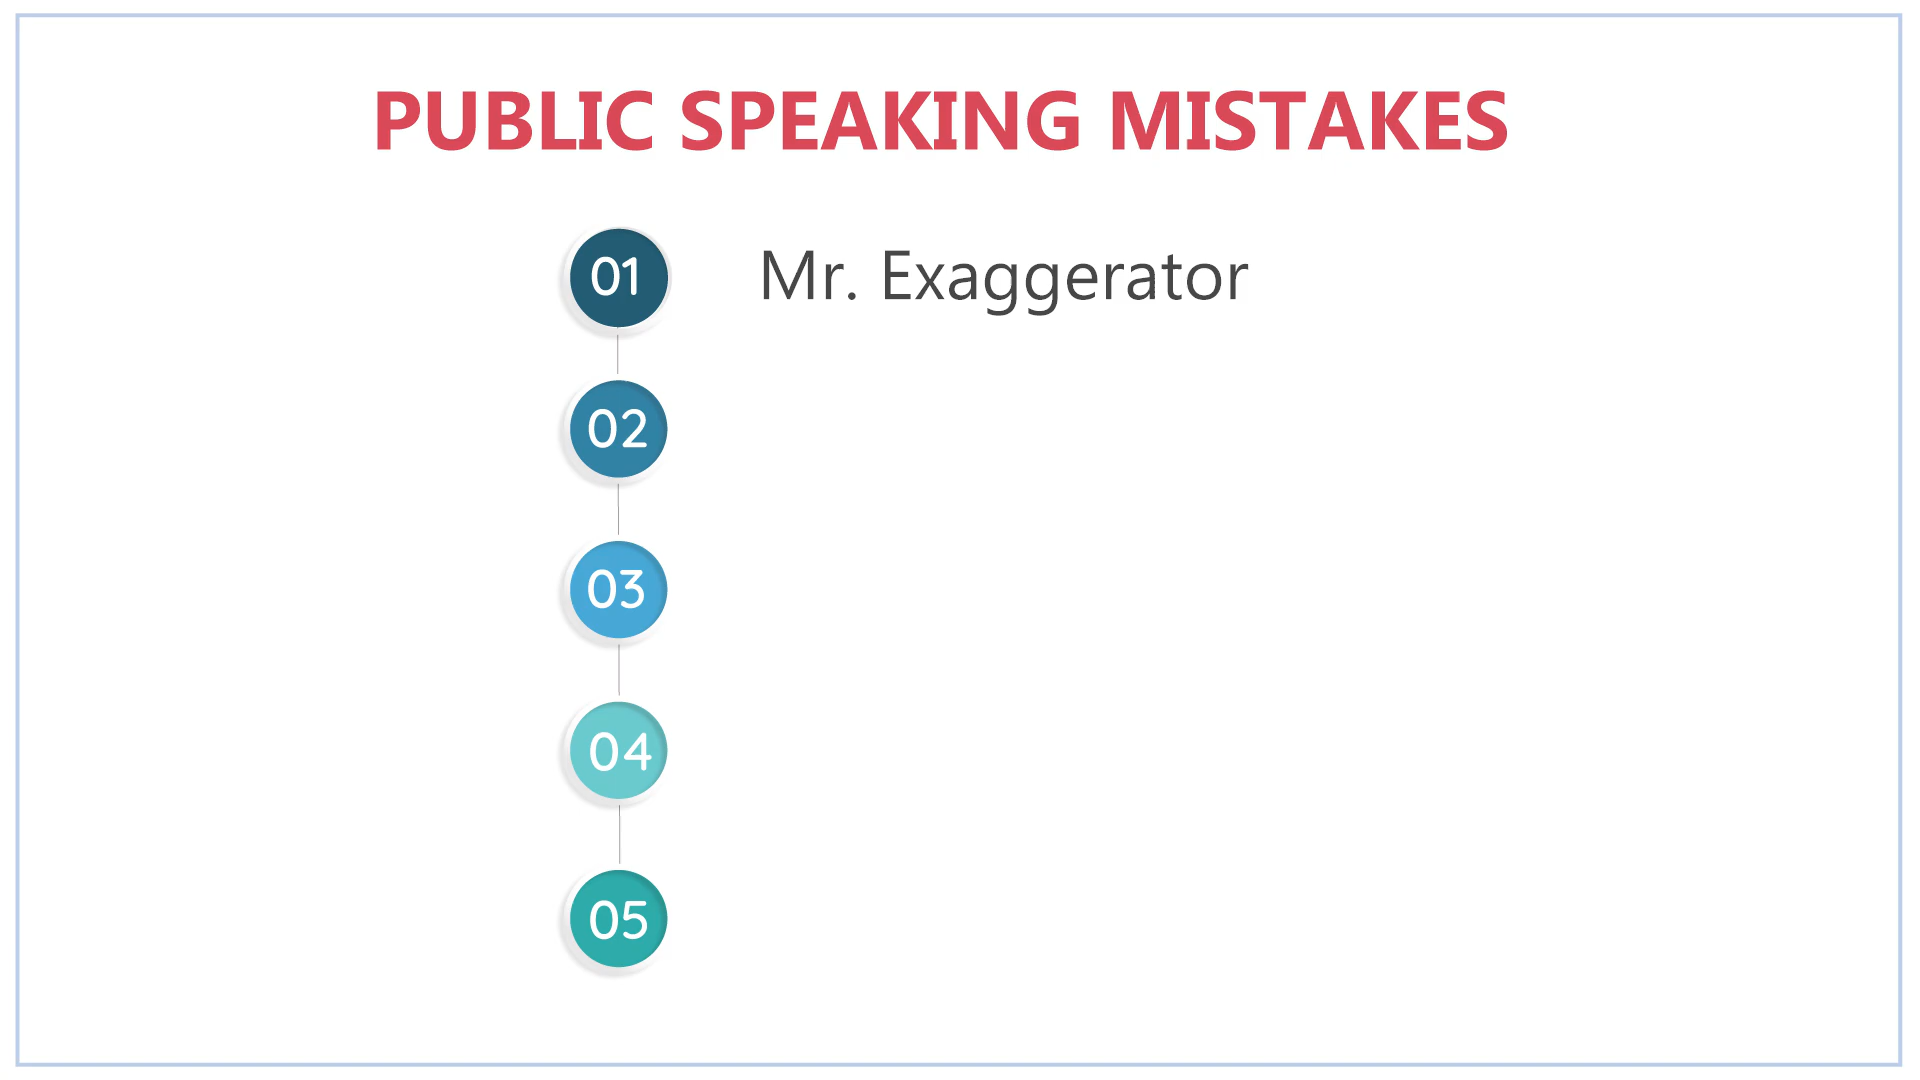 PUBLIC SPEAKING MISTAKES
01 Mr. Exaggerator
02
03
04
05